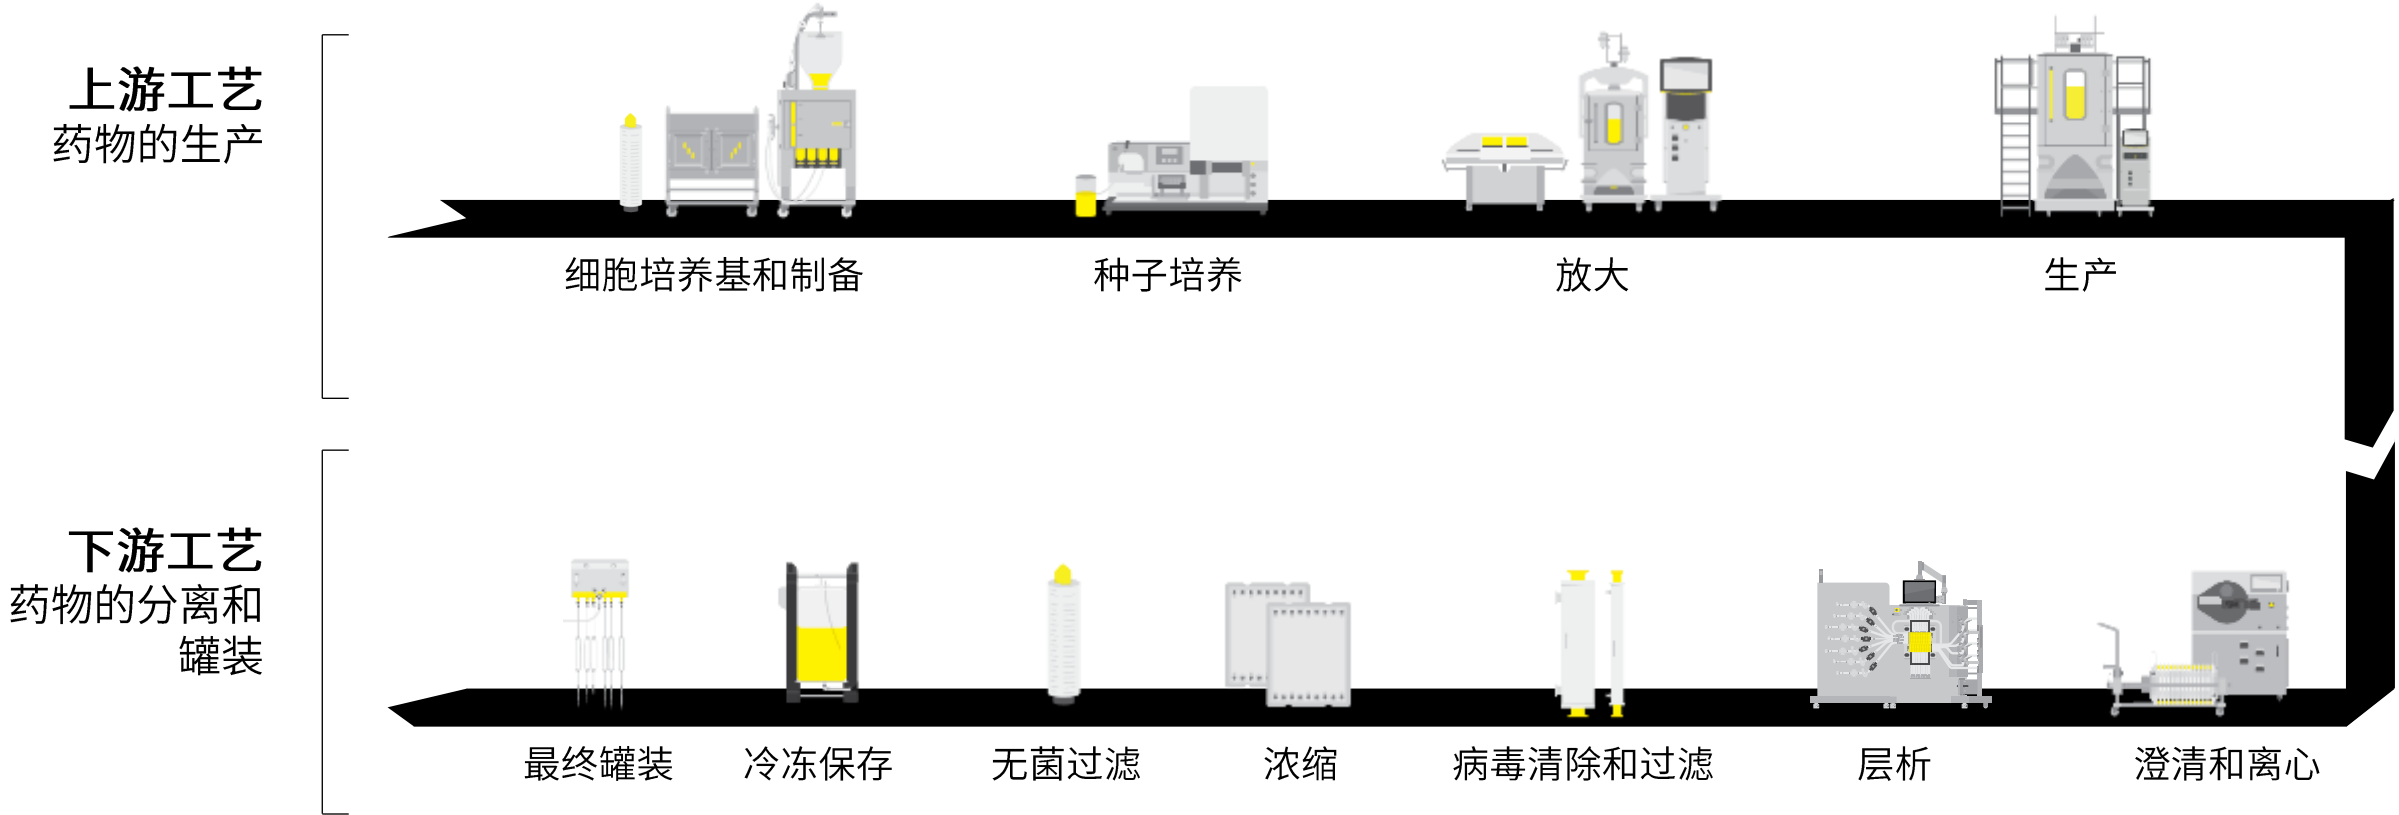 上游工艺
药物的生产
细胞培养基和制备
种子培养
放大
生产
下游工艺
药物的分离和
罐装
最终罐装
冷冻保存
无菌过滤
浓缩
病毒清除和过滤
层析
澄清和离心